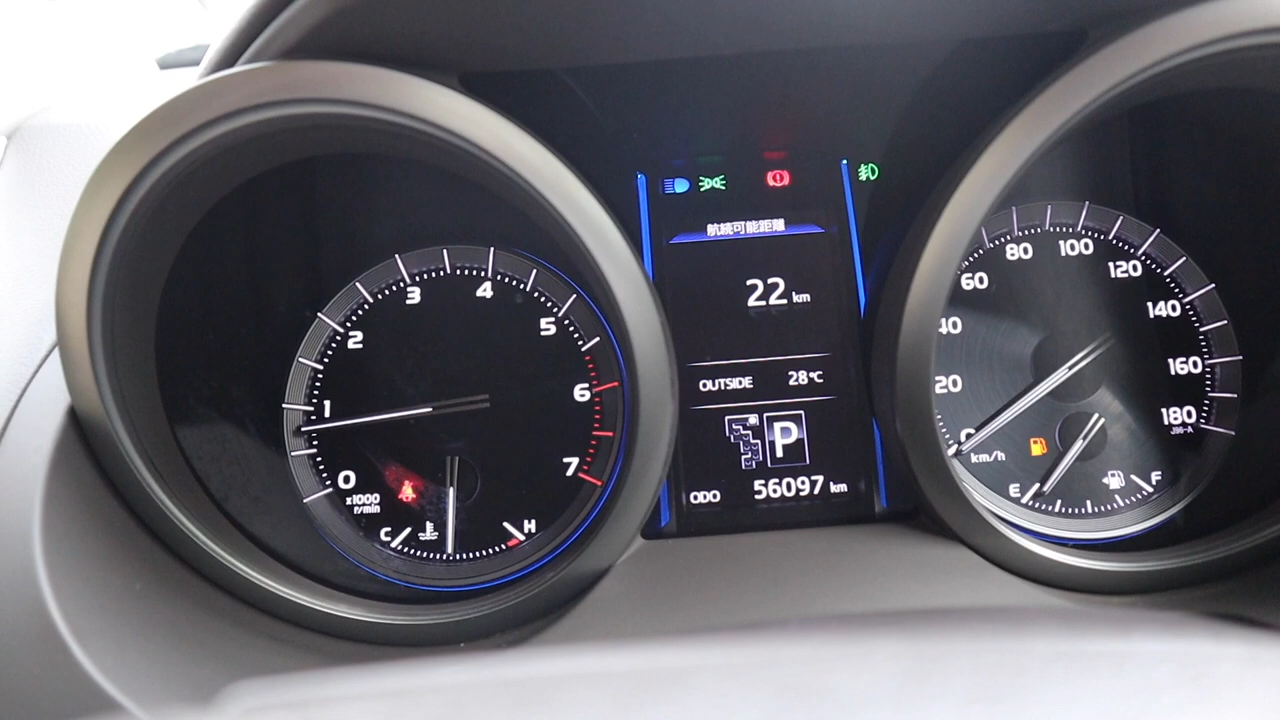 0
1
2
3
4
5
6
7
x1000
r/min
C
H
航続可能距離
22 km
OUTSIDE 28℃
P
ODO 56097 km
20
40
60
80
100
120
140
160
180
J96-A
km/h
E
F